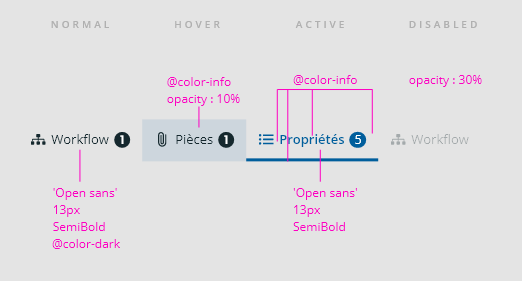 NORMAL HOVER ACTIVE DISABLED
@color-info @color-info opacity : 30%
opacity : 10%
Workflow 1 Pièces 1 Propriétés 5 Workflow
'Open sans' 'Open sans'
13px 13px
SemiBold SemiBold
@color-dark